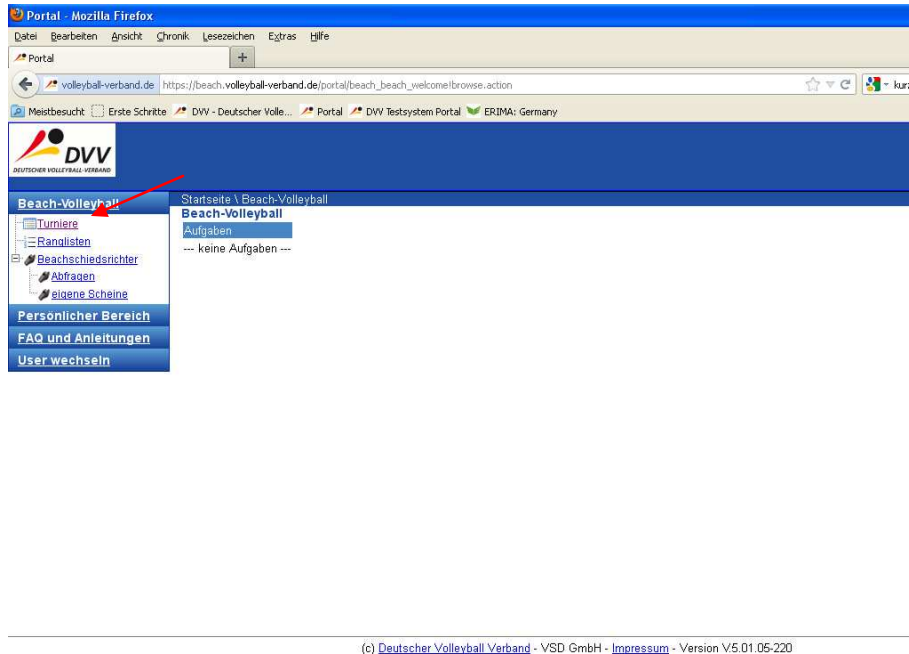 Portal - Mozilla Firefox
Datei Bearbeiten Ansicht Chronik Lesezeichen Extras Hilfe
Portal +
volleyball-verband.de https://beach.volleyball-verband.de/portal/beach_beach_welcome!browse.action kurz
Meistbesucht Erste Schritte DVV - Deutscher Volle... Portal DVV Testsystem Portal ERIMA: Germany
DVV
DEUTSCHER VOLLEYBALL-VERBAND
Beach-Volleyball
Turniere
Ranglisten
Beachschiedsrichter
Abfragen
eigene Scheine
Persönlicher Bereich
FAQ und Anleitungen
User wechseln
Startseite \ Beach-Volleyball
Beach-Volleyball
Aufgaben
--- keine Aufgaben ---
(c) Deutscher Volleyball Verband - VSD GmbH - Impressum - Version V.5.01.05-220